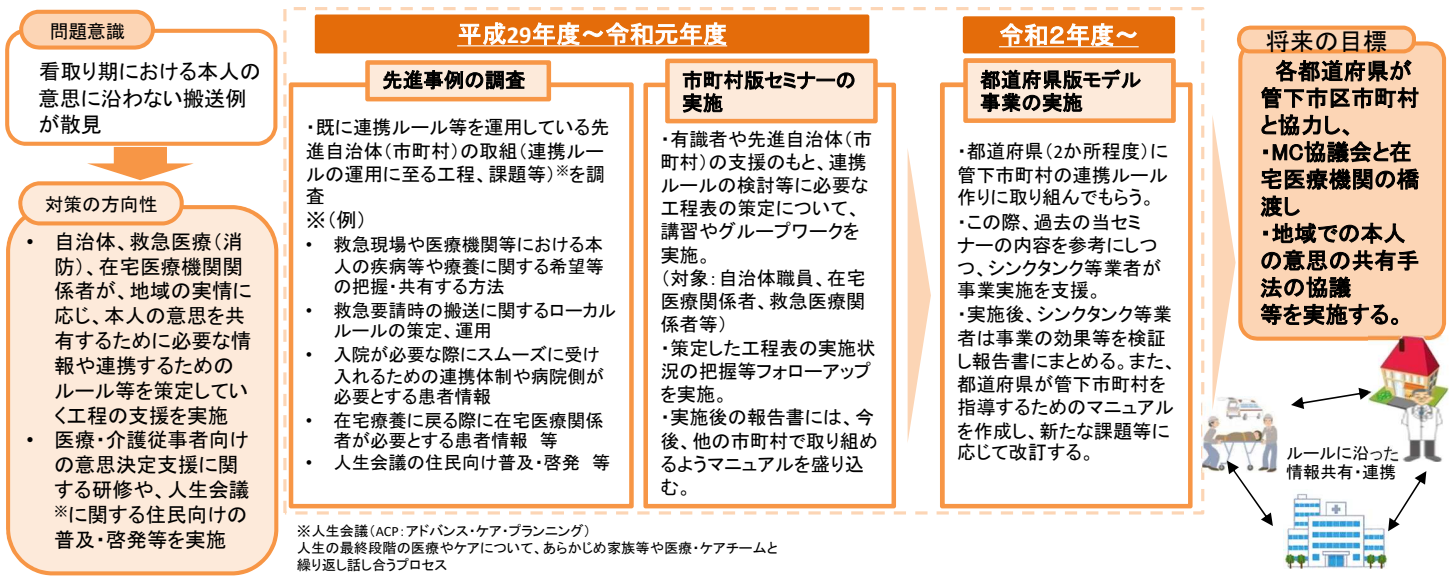 問題意識
看取り期における本人の
意思に沿わない搬送例
が散見
対策の方向性
• 自治体、救急医療（消
防）、在宅医療機関関
係者が、地域の実情に
応じ、本人の意思を共
有するために必要な情
報や連携するための
ルール等を策定してい
く工程の支援を実施
• 医療・介護従事者向け
の意思決定支援に関
する研修や、人生会議
※に関する住民向けの
普及・啓発等を実施
平成29年度～令和元年度
先進事例の調査
・既に連携ルール等を運用している先
進自治体（市町村）の取組（連携ルー
ルの運用に至る工程、課題等）※を調
査
※（例）
• 救急現場や医療機関等における本
人の疾病等や療養に関する希望等
の把握・共有する方法
• 救急要請時の搬送に関するローカル
ルールの策定、運用
• 入院が必要な際にスムーズに受け
入れるための連携体制や病院側が
必要とする患者情報
• 在宅療養に戻る際に在宅医療関係
者が必要とする患者情報 等
• 人生会議の住民向け普及・啓発 等
市町村版セミナーの
実施
・有識者や先進自治体（市
町村）の支援のもと、連携
ルールの検討等に必要な
工程表の策定について、
講習やグループワークを
実施。
（対象：自治体職員、在宅
医療関係者、救急医療関
係者等）
・策定した工程表の実施状
況の把握等フォローアップ
を実施。
・実施後の報告書には、今
後、他の市町村で取り組め
るようマニュアルを盛り込
む。
令和２年度～
都道府県版モデル
事業の実施
・都道府県（2か所程度）に
管下市町村の連携ルール
作りに取り組んでもらう。
・この際、過去の当セミ
ナーの内容を参考にしつ
つ、シンクタンク等業者が
事業実施を支援。
・実施後、シンクタンク等業
者は事業の効果等を検証
し報告書にまとめる。また、
都道府県が管下市町村を
指導するためのマニュアル
を作成し、新たな課題等に
応じて改訂する。
将来の目標
各都道府県が
管下市区市町村
と協力し、
・MC協議会と在
宅医療機関の橋
渡し
・地域での本人
の意思の共有手
法の協議
等を実施する。
ルールに沿った
情報共有・連携
※人生会議（ACP：アドバンス・ケア・プランニング）
人生の最終段階の医療やケアについて、あらかじめ家族等や医療・ケアチームと
繰り返し話し合うプロセス